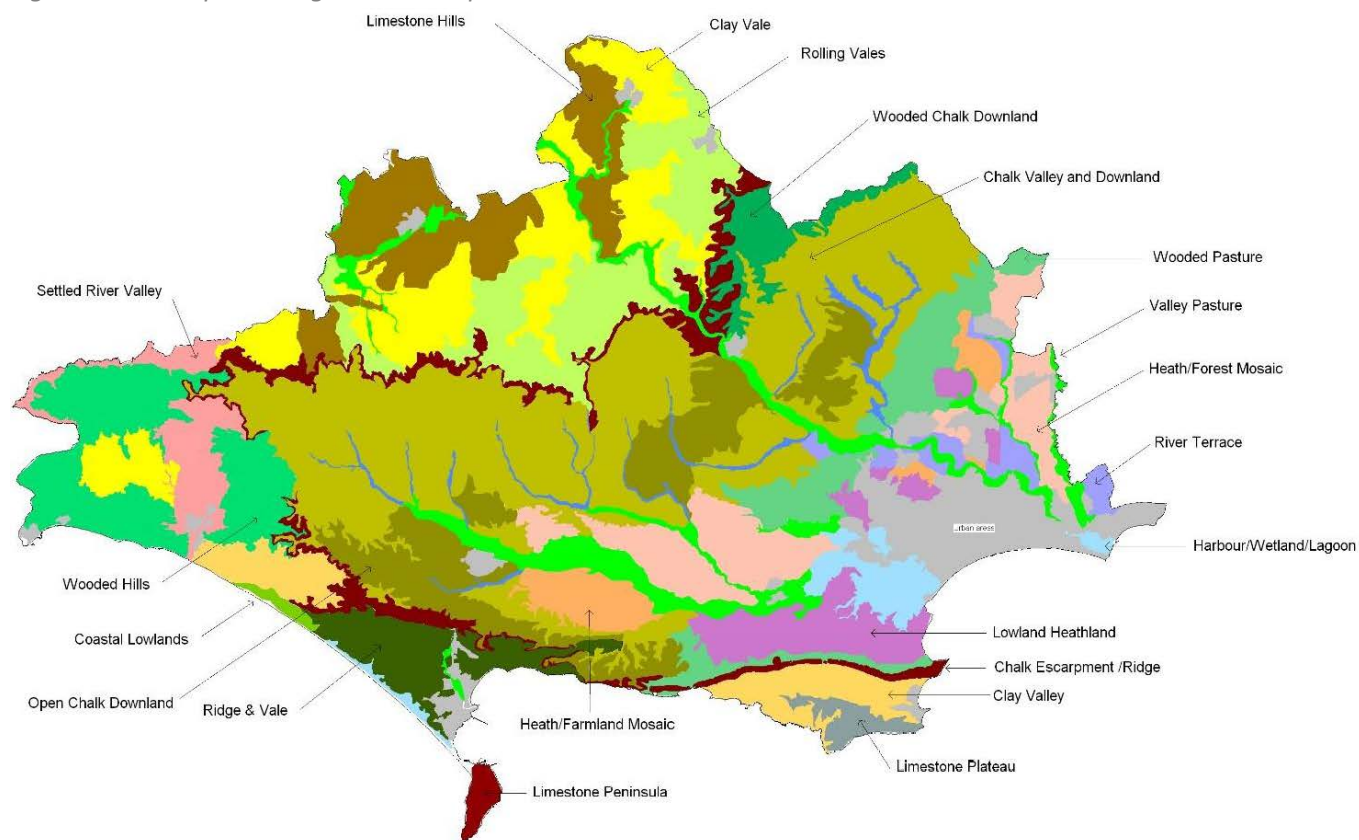 Limestone Hills
Clay Vale
Rolling Vales
Wooded Chalk Downland
Chalk Valley and Downland
Wooded Pasture
Settled River Valley
Valley Pasture
Heath/Forest Mosaic
River Terrace
urban areas
Harbour/Wetland/Lagoon
Wooded Hills
Coastal Lowlands
Lowland Heathland
Chalk Escarpment /Ridge
Clay Valley
Open Chalk Downland
Ridge & Vale
Heath/Farmland Mosaic
Limestone Plateau
Limestone Peninsula